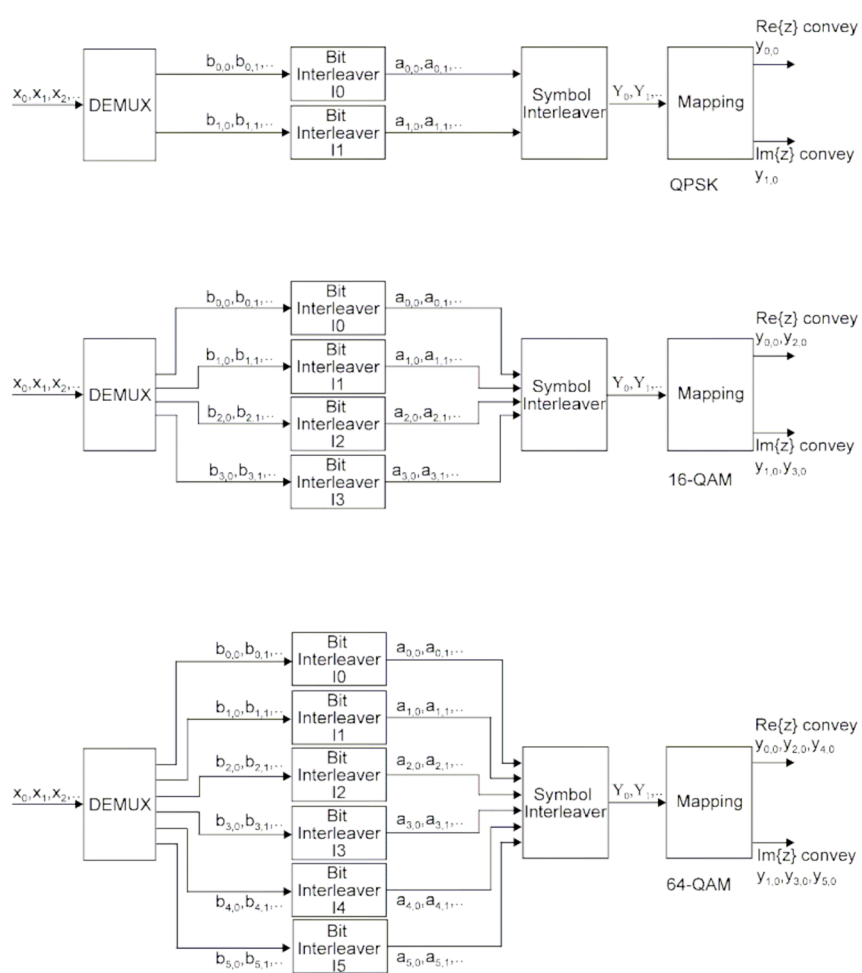 Re{z} convey
y0,0
b0,0,b0,1,..
Bit
Interleaver
I0
a0,0,a0,1,..
x0,x1,x2,..
DEMUX
Symbol
Interleaver
Y0,Y1,..
Mapping
b1,0,b1,1,..
Bit
Interleaver
I1
a1,0,a1,1,..
Im{z} convey
y1,0
QPSK
b0,0,b0,1,..
Bit
Interleaver
I0
a0,0,a0,1,..
Re{z} convey
y0,0,y2,0
b1,0,b1,1,..
Bit
Interleaver
I1
a1,0,a1,1,..
x0,x1,x2,..
DEMUX
Symbol
Interleaver
Y0,Y1,..
Mapping
b2,0,b2,1,..
Bit
Interleaver
I2
a2,0,a2,1,..
Im{z} convey
y1,0,y3,0
b3,0,b3,1,..
Bit
Interleaver
I3
a3,0,a3,1,..
16-QAM
b0,0,b0,1,..
Bit
Interleaver
I0
a0,0,a0,1,..
b1,0,b1,1,..
Bit
Interleaver
I1
a1,0,a1,1,..
Re{z} convey
y0,0,y2,0,y4,0
b2,0,b2,1,..
Bit
Interleaver
I2
a2,0,a2,1,..
x0,x1,x2,..
DEMUX
Symbol
Interleaver
Y0,Y1,..
Mapping
b3,0,b3,1,..
Bit
Interleaver
I3
a3,0,a3,1,..
Im{z} convey
y1,0,y3,0,y5,0
b4,0,b4,1,..
Bit
Interleaver
I4
a4,0,a4,1,..
64-QAM
b5,0,b5,1,..
Bit
Interleaver
I5
a5,0,a5,1,..